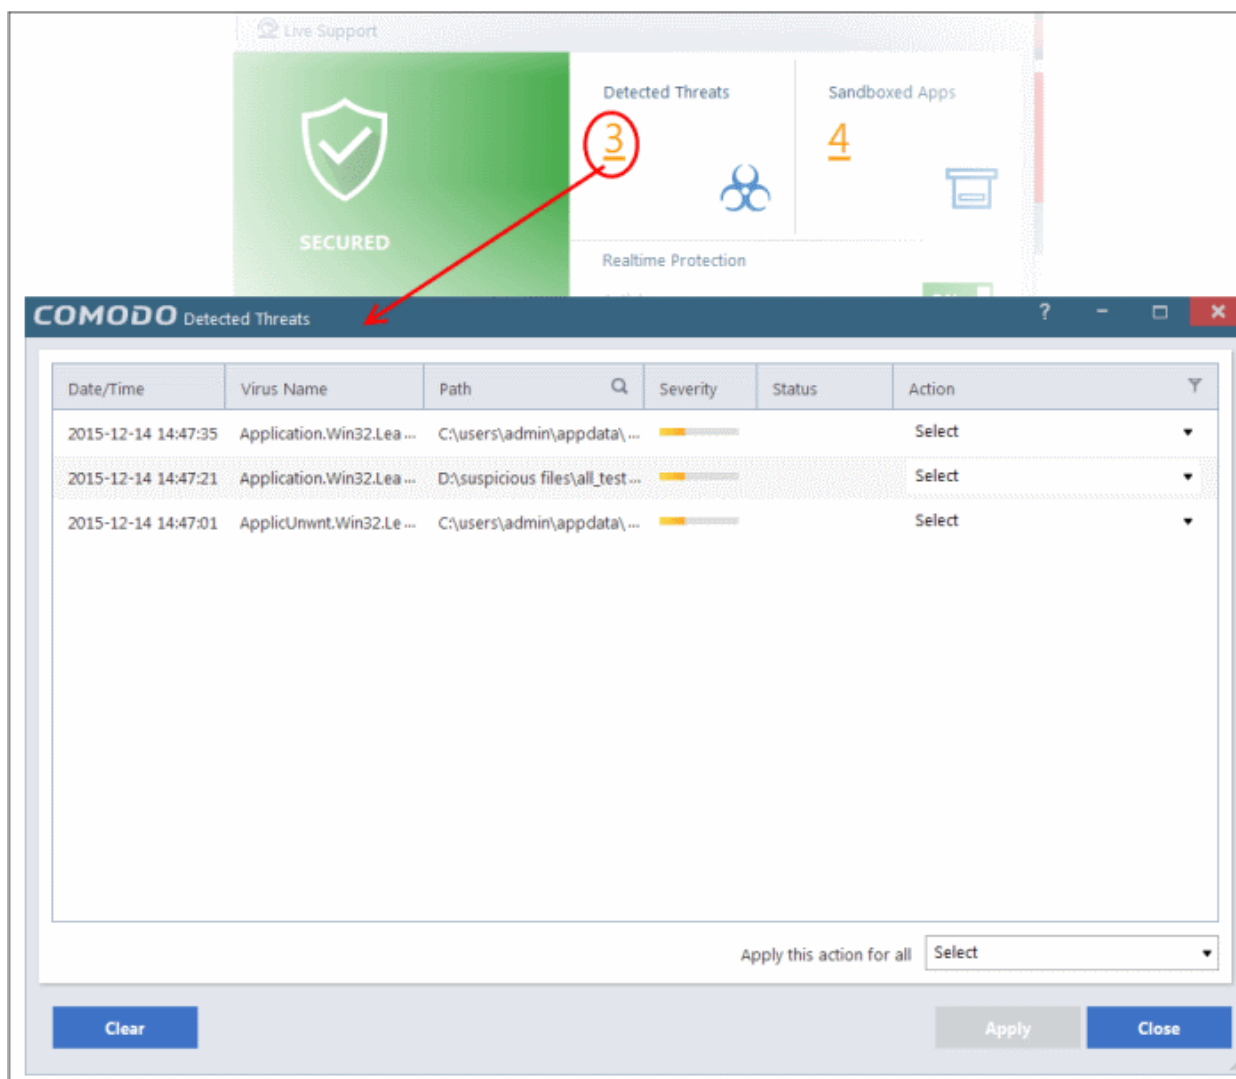 Live Support
Detected Threats
Sandboxed Apps
3
4
SECURED
Realtime Protection
COMODO Detected Threats
?
Date/Time Virus Name Path Severity Status Action
2015-12-14 14:47:35 Application.Win32.Lea ... C:\users\admin\appdata\ ... Select
2015-12-14 14:47:21 Application.Win32.Lea ... D:\suspicious files\all_test ... Select
2015-12-14 14:47:01 ApplicUnwnt.Win32.Le ... C:\users\admin\appdata\ ... Select
Apply this action for all Select
Clear Apply Close